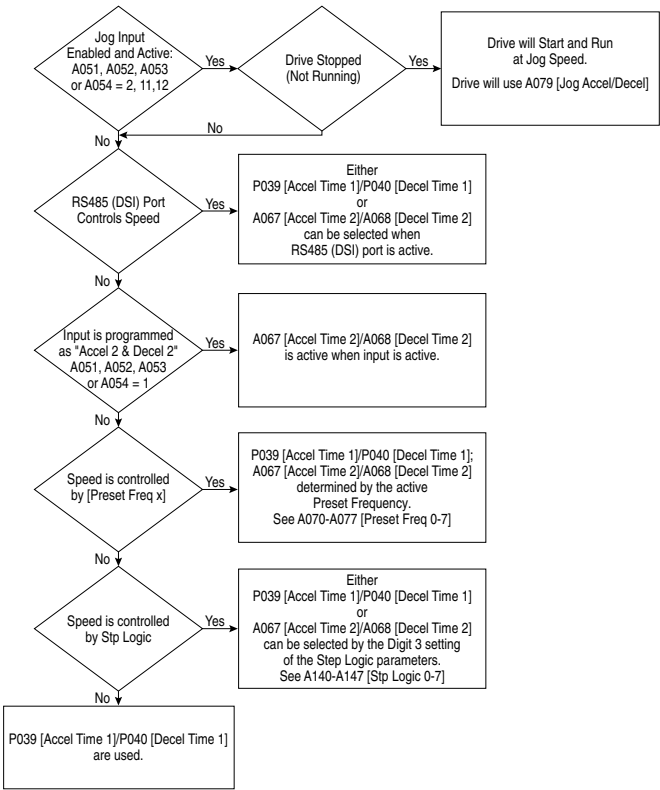 Jog Input
Enabled and Active:
A051, A052, A053
or A054 = 2, 11,12
Yes
Drive Stopped
(Not Running)
Yes
Drive will Start and Run
at Jog Speed.
Drive will use A079 [Jog Accel/Decel]
No
No
RS485 (DSI) Port
Controls Speed
Yes
Either
P039 [Accel Time 1]/P040 [Decel Time 1]
or
A067 [Accel Time 2]/A068 [Decel Time 2]
can be selected when
RS485 (DSI) port is active.
No
Input is programmed
as "Accel 2 & Decel 2"
A051, A052, A053
or A054 = 1
Yes
A067 [Accel Time 2]/A068 [Decel Time 2]
is active when input is active.
No
Speed is controlled
by [Preset Freq x]
Yes
P039 [Accel Time 1]/P040 [Decel Time 1];
A067 [Accel Time 2]/A068 [Decel Time 2]
determined by the active
Preset Frequency.
See A070-A077 [Preset Freq 0-7]
No
Speed is controlled
by Stp Logic
Yes
Either
P039 [Accel Time 1]/P040 [Decel Time 1]
or
A067 [Accel Time 2]/A068 [Decel Time 2]
can be selected by the Digit 3 setting
of the Step Logic parameters.
See A140-A147 [Stp Logic 0-7]
No
P039 [Accel Time 1]/P040 [Decel Time 1]
are used.